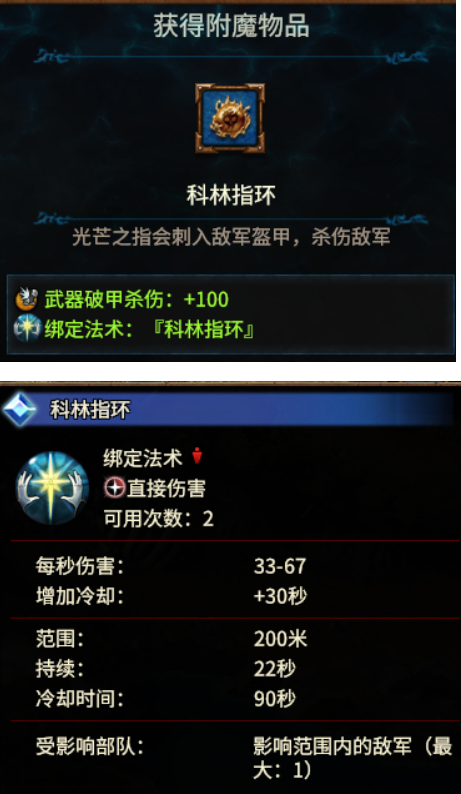 获得附魔物品
科林指环
光芒之指会刺入敌军盔甲，杀伤敌军
武器破甲杀伤：+100
绑定法术：『科林指环』
科林指环
绑定法术
直接伤害
可用次数：2
每秒伤害： 33-67
增加冷却： +30秒
范围： 200米
持续： 22秒
冷却时间： 90秒
受影响部队： 影响范围内的敌军（最
大：1）